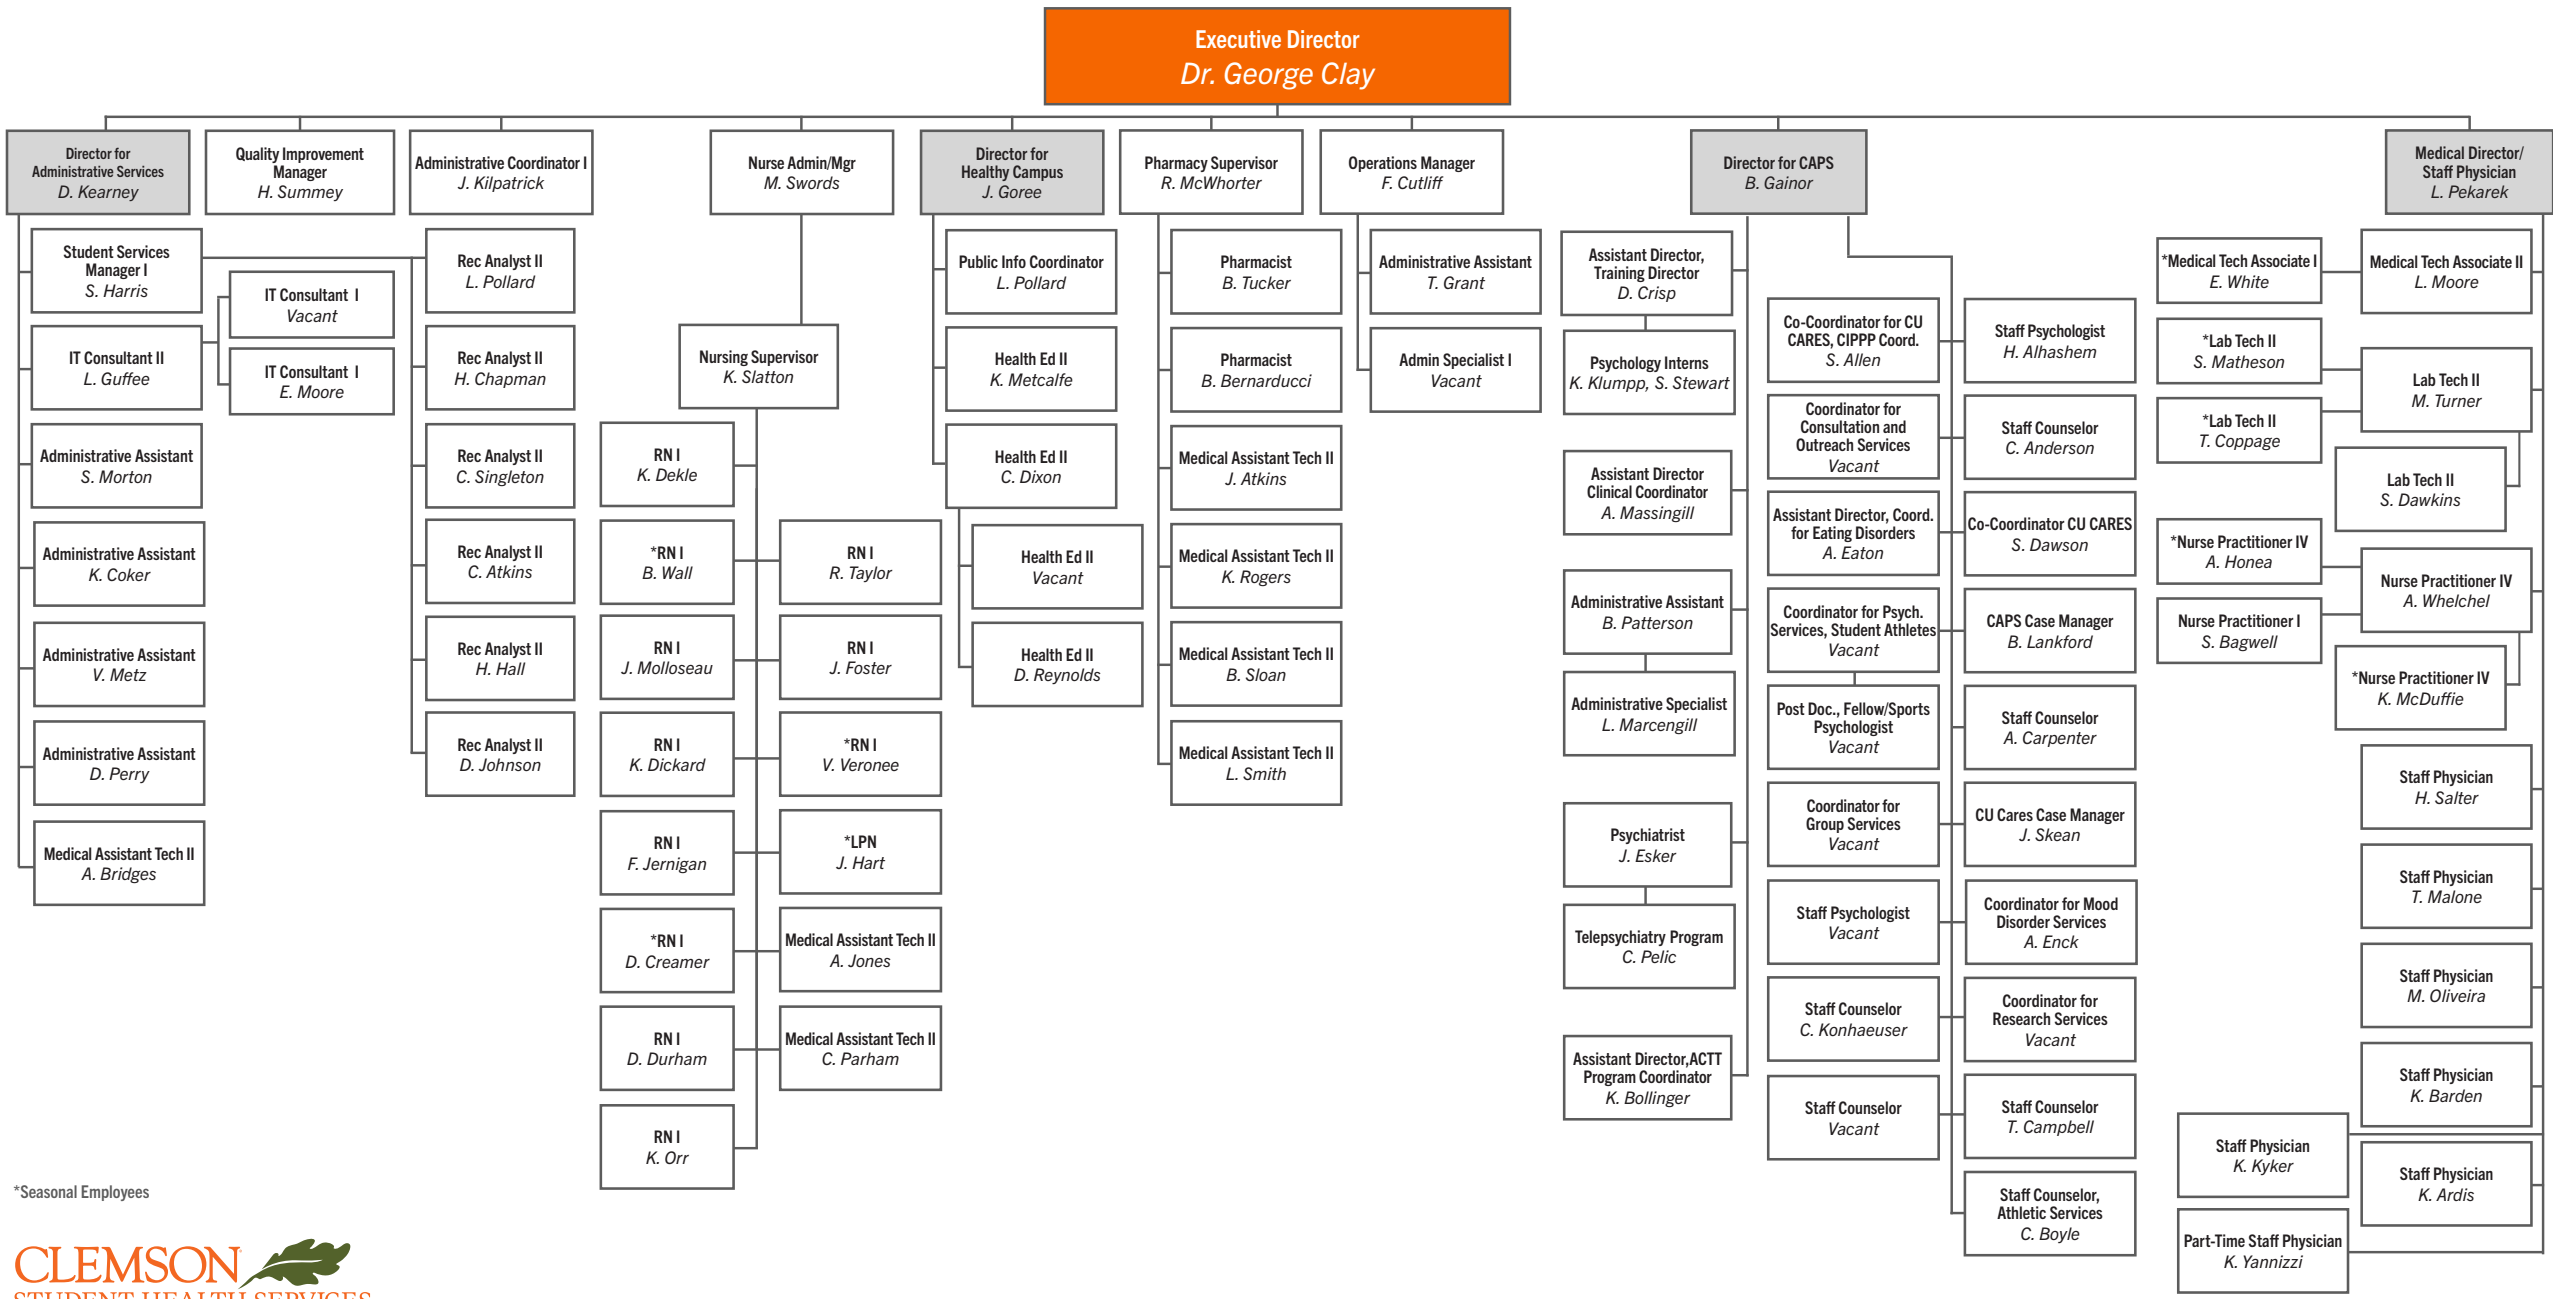 Executive Director
Dr. George Clay
Director for
Administrative Services
D. Kearney
Quality Improvement
Manager
H. Summey
Administrative Coordinator I
J. Kilpatrick
Nurse Admin/Mgr
M. Swords
Director for
Healthy Campus
J. Goree
Pharmacy Supervisor
R. McWhorter
Operations Manager
F. Cutliff
Director for CAPS
B. Gainor
Medical Director/
Staff Physician
L. Pekarek
Student Services
Manager I
S. Harris
IT Consultant II
L. Guffee
IT Consultant I
Vacant
IT Consultant I
E. Moore
Administrative Assistant
S. Morton
Administrative Assistant
K. Coker
Administrative Assistant
V. Metz
Administrative Assistant
D. Perry
Medical Assistant Tech II
A. Bridges
Rec Analyst II
L. Pollard
Rec Analyst II
H. Chapman
Rec Analyst II
C. Singleton
Rec Analyst II
C. Atkins
Rec Analyst II
H. Hall
Rec Analyst II
D. Johnson
Nursing Supervisor
K. Slatton
RN I
K. Dekle
*RN I
B. Wall
RN I
R. Taylor
RN I
J. Molloseau
RN I
J. Foster
RN I
K. Dickard
*RN I
V. Veronee
RN I
F. Jernigan
*LPN
J. Hart
*RN I
D. Creamer
Medical Assistant Tech II
A. Jones
RN I
D. Durham
Medical Assistant Tech II
C. Parham
RN I
K. Orr
Public Info Coordinator
L. Pollard
Health Ed II
K. Metcalfe
Health Ed II
C. Dixon
Health Ed II
Vacant
Health Ed II
D. Reynolds
Pharmacist
B. Tucker
Pharmacist
B. Bernarducci
Medical Assistant Tech II
J. Atkins
Medical Assistant Tech II
K. Rogers
Medical Assistant Tech II
B. Sloan
Medical Assistant Tech II
L. Smith
Administrative Assistant
T. Grant
Admin Specialist I
Vacant
Assistant Director,
Training Director
D. Crisp
Psychology Interns
K. Klumpp, S. Stewart
Assistant Director
Clinical Coordinator
A. Massingill
Administrative Assistant
B. Patterson
Administrative Specialist
L. Marcengill
Psychiatrist
J. Esker
Telepsychiatry Program
C. Pelic
Assistant Director,ACTT
Program Coordinator
K. Bollinger
Co-Coordinator for CU
CARES, CIPPP Coord.
S. Allen
Staff Psychologist
H. Alhashem
Coordinator for
Consultation and
Outreach Services
Vacant
Staff Counselor
C. Anderson
Assistant Director, Coord.
for Eating Disorders
A. Eaton
Co-Coordinator CU CARES
S. Dawson
Coordinator for Psych.
Services, Student Athletes
Vacant
CAPS Case Manager
B. Lankford
Post Doc., Fellow/Sports
Psychologist
Vacant
Staff Counselor
A. Carpenter
Coordinator for
Group Services
Vacant
CU Cares Case Manager
J. Skean
Staff Psychologist
Vacant
Coordinator for Mood
Disorder Services
A. Enck
Staff Counselor
C. Konhaeuser
Coordinator for
Research Services
Vacant
Staff Counselor
Vacant
Staff Counselor
T. Campbell
Staff Counselor,
Athletic Services
C. Boyle
*Medical Tech Associate I
E. White
Medical Tech Associate II
L. Moore
*Lab Tech II
S. Matheson
Lab Tech II
M. Turner
*Lab Tech II
T. Coppage
Lab Tech II
S. Dawkins
*Nurse Practitioner IV
A. Honea
Nurse Practitioner IV
A. Whelchel
Nurse Practitioner I
S. Bagwell
*Nurse Practitioner IV
K. McDuffie
Staff Physician
H. Salter
Staff Physician
T. Malone
Staff Physician
M. Oliveira
Staff Physician
K. Barden
Staff Physician
K. Kyker
Staff Physician
K. Ardis
Part-Time Staff Physician
K. Yannizzi
*Seasonal Employees
CLEMSON
STUDENT HEALTH SERVICES